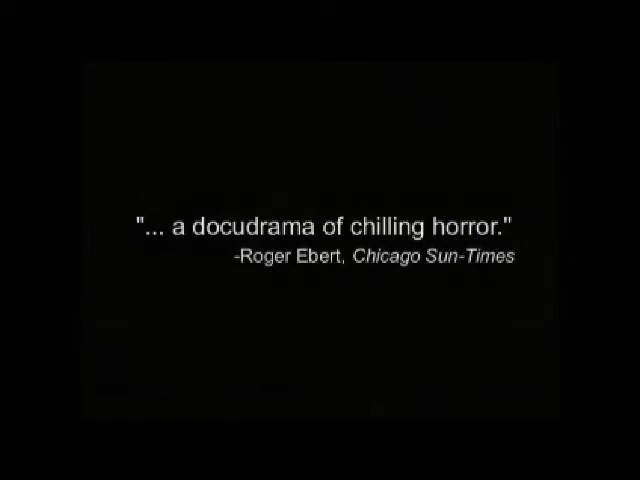 "... a docudrama of chilling horror."
-Roger Ebert, Chicago Sun-Times